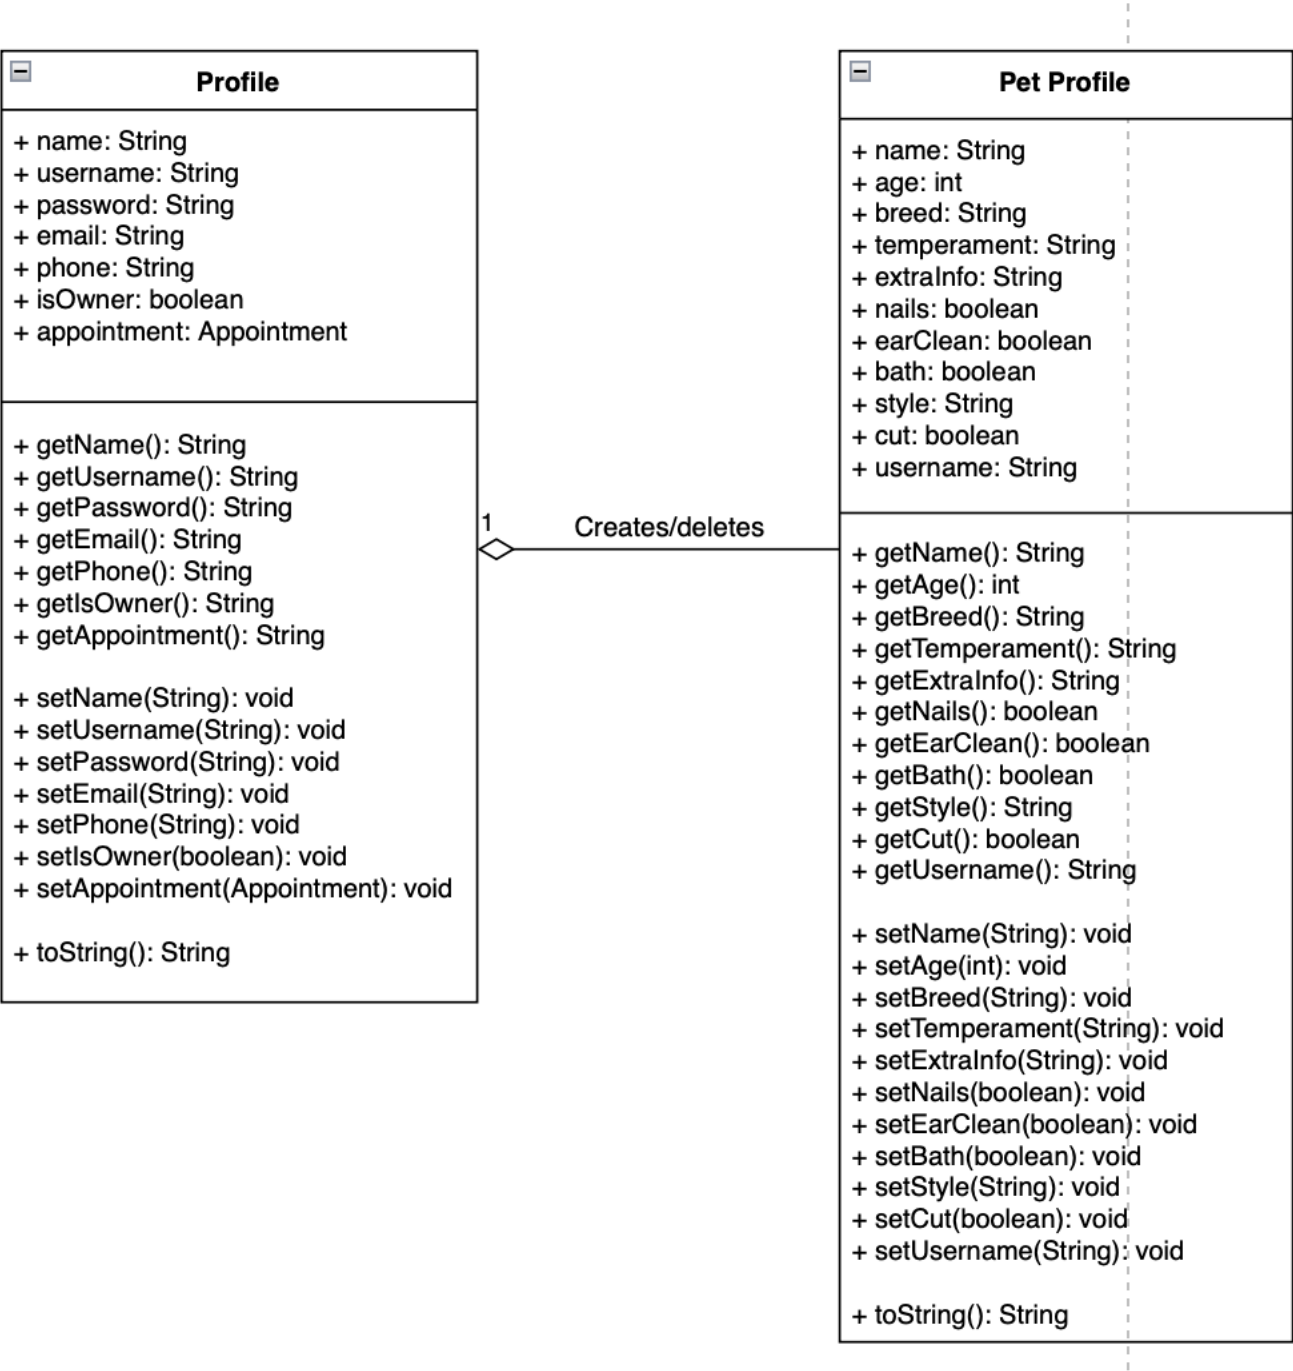 Profile
+ name: String
+ username: String
+ password: String
+ email: String
+ phone: String
+ isOwner: boolean
+ appointment: Appointment
+ getName(): String
+ getUsername(): String
+ getPassword(): String
+ getEmail(): String
+ getPhone(): String
+ getIsOwner(): String
+ getAppointment(): String
+ setName(String): void
+ setUsername(String): void
+ setPassword(String): void
+ setEmail(String): void
+ setPhone(String): void
+ setIsOwner(boolean): void
+ setAppointment(Appointment): void
+ toString(): String
1
Creates/deletes
Pet Profile
+ name: String
+ age: int
+ breed: String
+ temperament: String
+ extraInfo: String
+ nails: boolean
+ earClean: boolean
+ bath: boolean
+ style: String
+ cut: boolean
+ username: String
+ getName(): String
+ getAge(): int
+ getBreed(): String
+ getTemperament(): String
+ getExtraInfo(): String
+ getNails(): boolean
+ getEarClean(): boolean
+ getBath(): boolean
+ getStyle(): String
+ getCut(): boolean
+ getUsername(): String
+ setName(String): void
+ setAge(int): void
+ setBreed(String): void
+ setTemperament(String): void
+ setExtraInfo(String): void
+ setNails(boolean): void
+ setEarClean(boolean): void
+ setBath(boolean): void
+ setStyle(String): void
+ setCut(boolean): void
+ setUsername(String): void
+ toString(): String